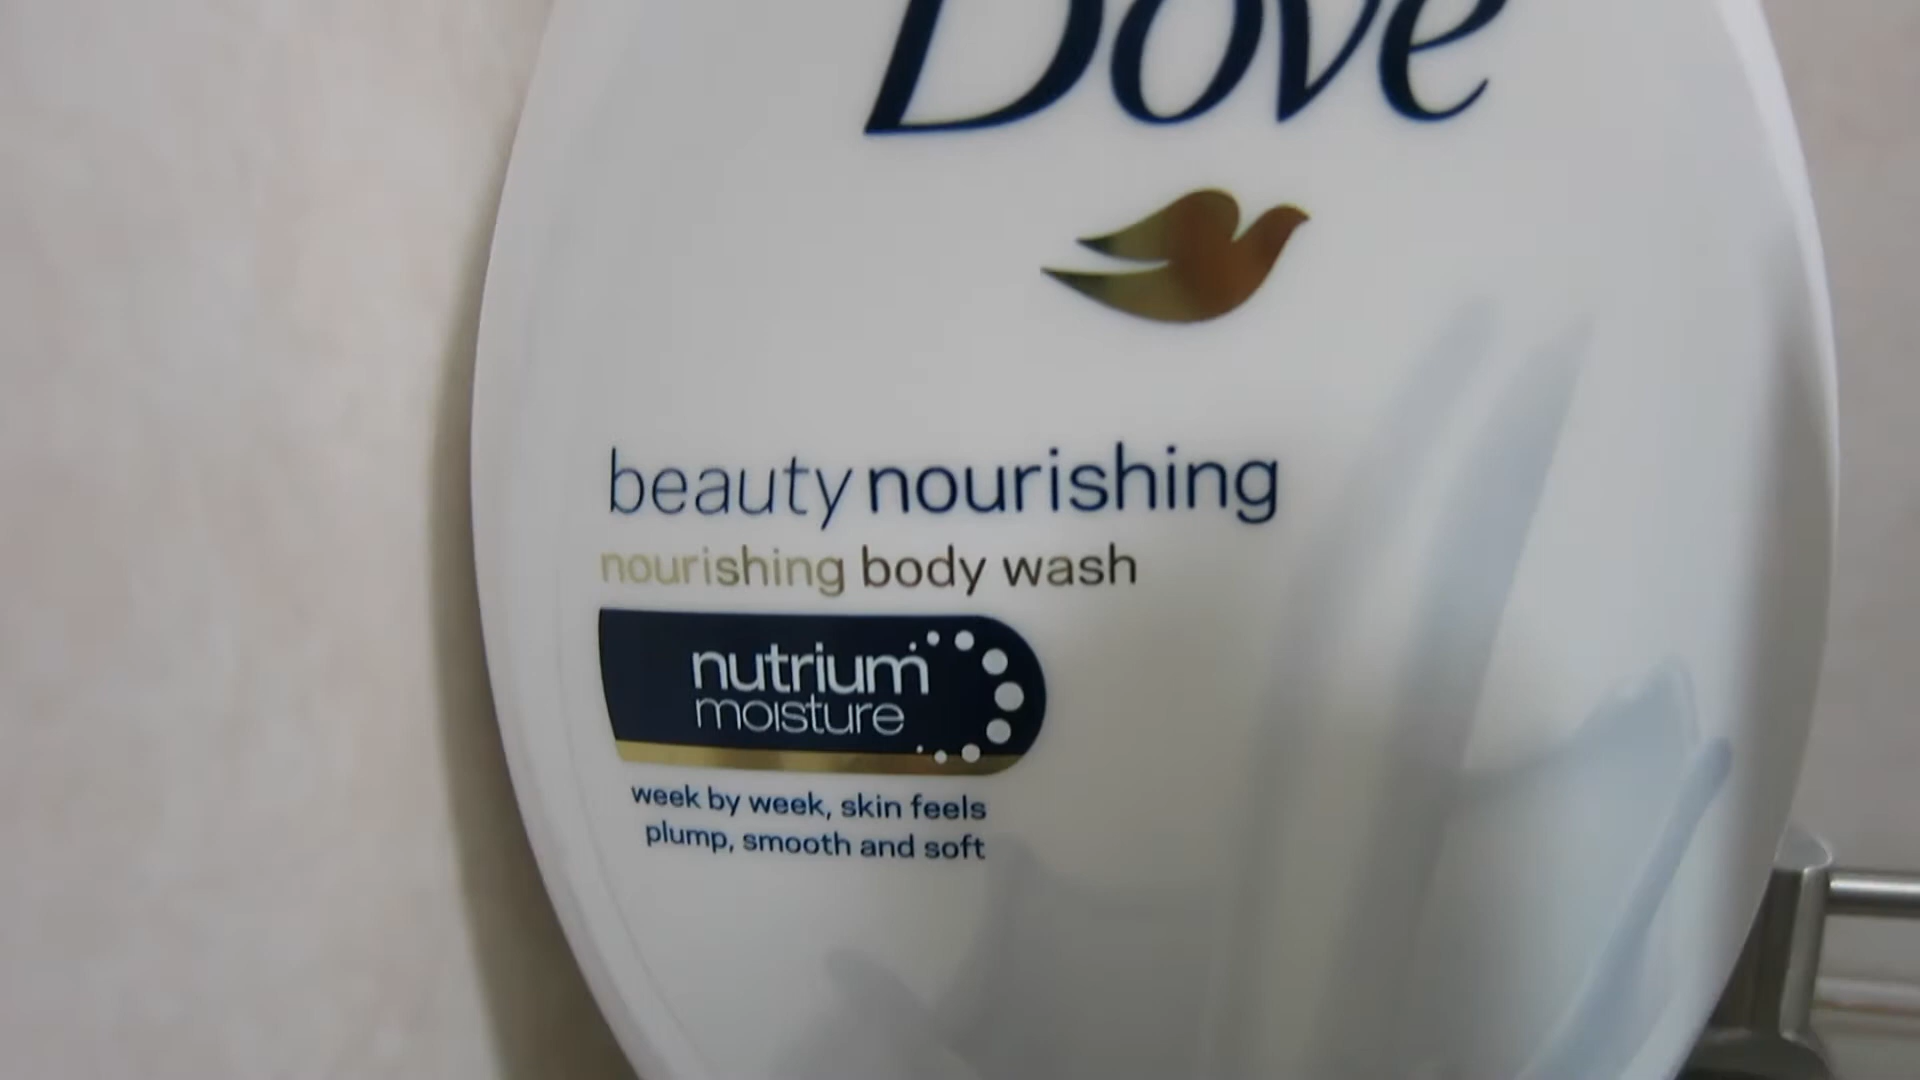 Dove
beauty nourishing
nourishing body wash
nutrium
moisture
week by week, skin feels
plump, smooth and soft